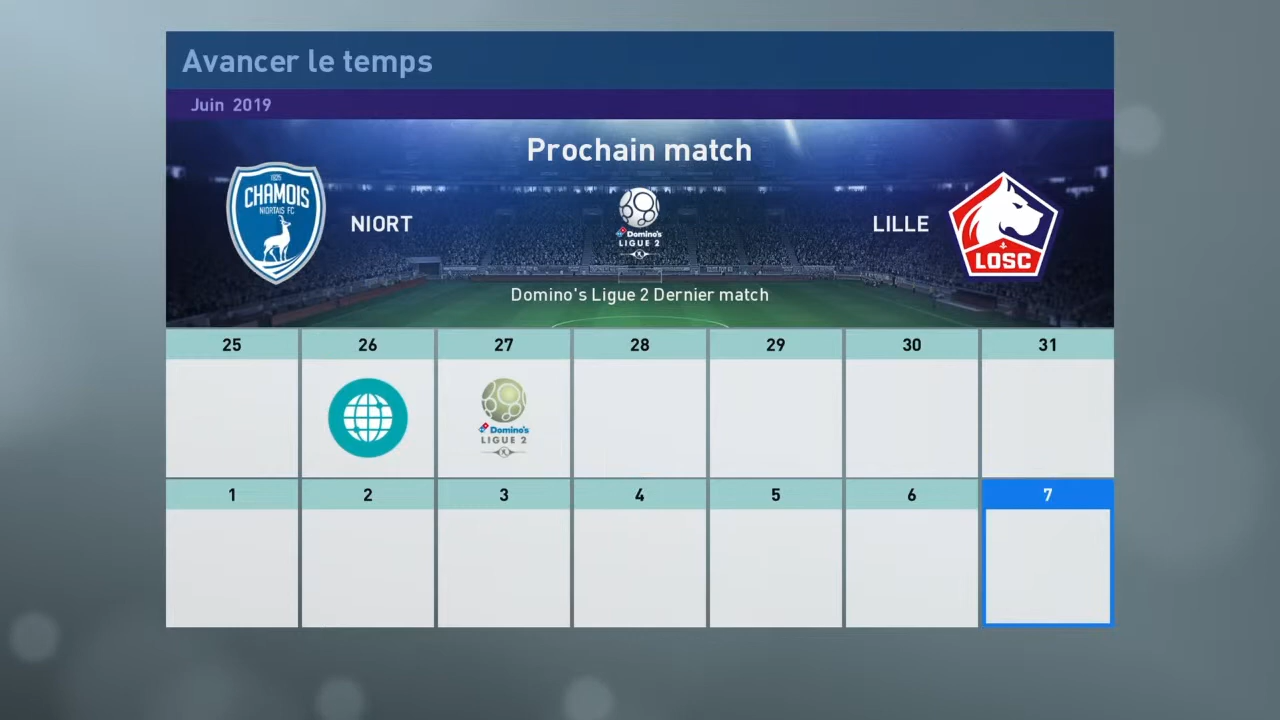 Avancer le temps
Juin 2019
Prochain match
1925
CHAMOIS
NIORTAIS FC
NIORT
Domino's
LIGUE 2
LILLE
LOSC
Domino's Ligue 2 Dernier match
25 26 27 28 29 30 31
Domino's
LIGUE 2
1 2 3 4 5 6 7